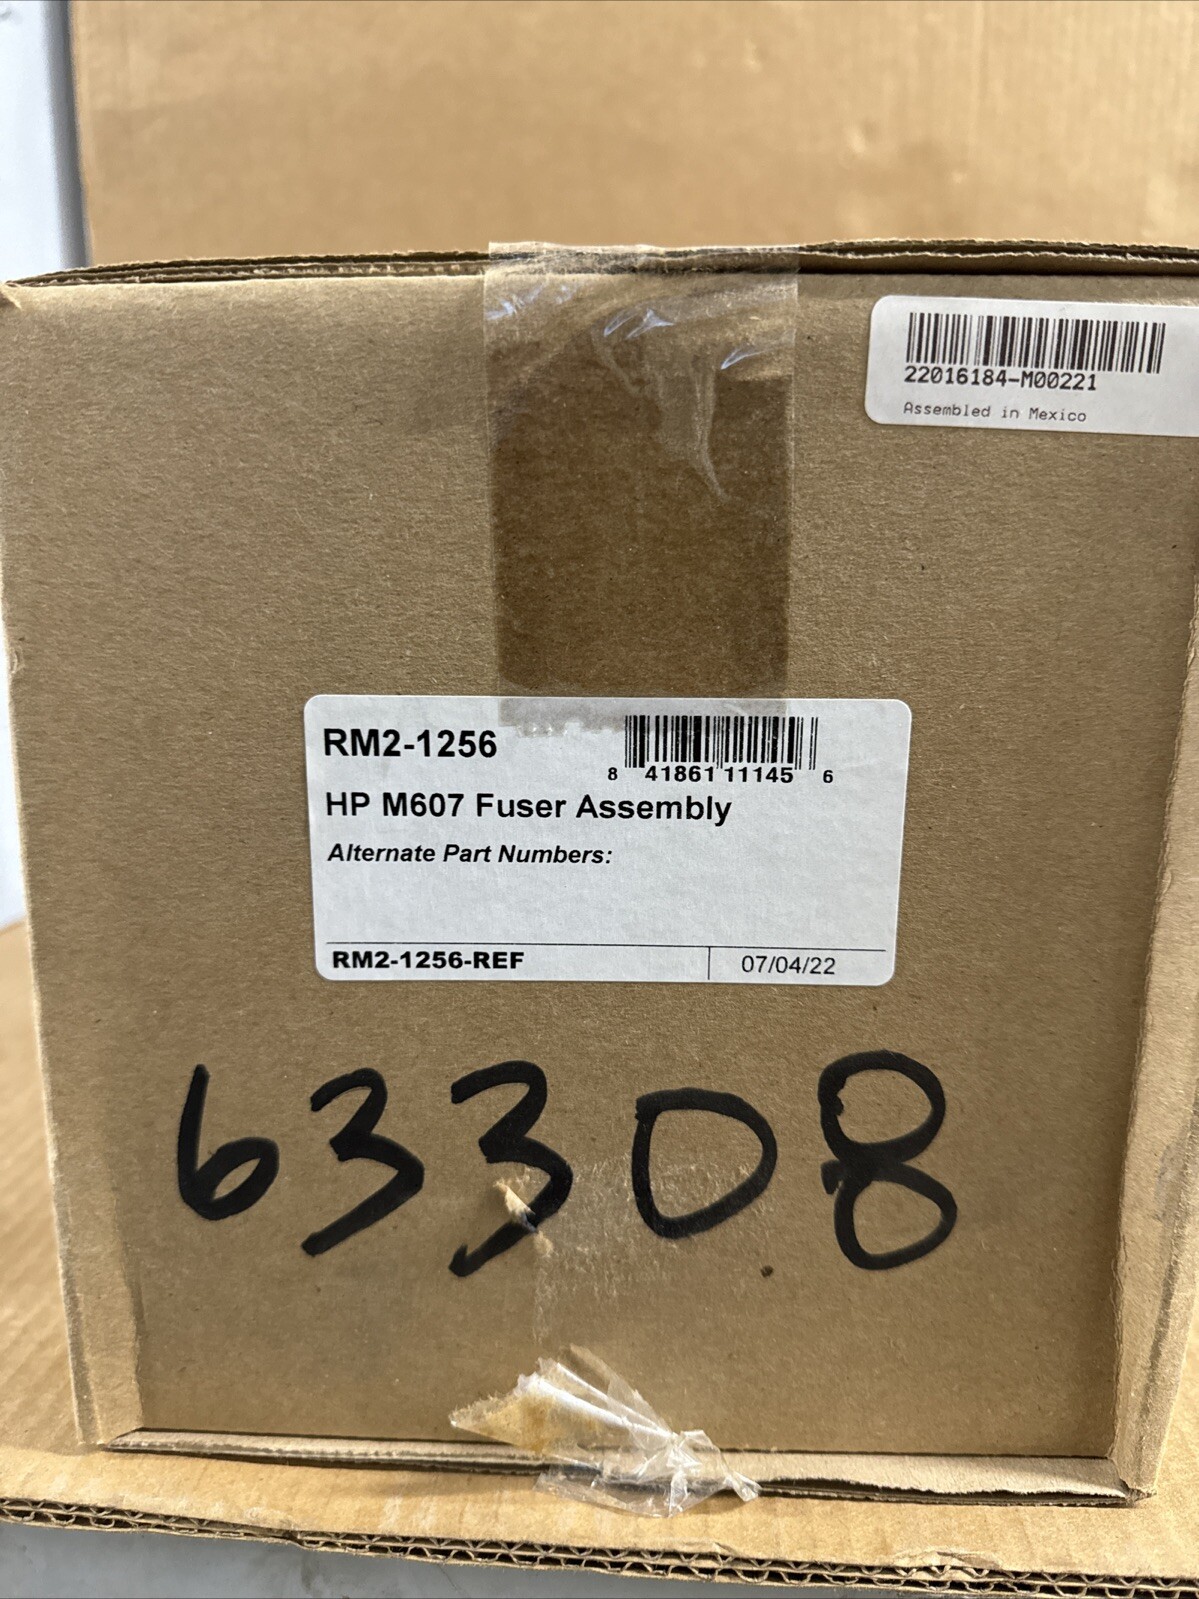 22016184-M00221
Assembled in Mexico
RM2-1256
8 41861 11145 6
HP M607 Fuser Assembly
Alternate Part Numbers:
RM2-1256-REF 07/04/22
63308